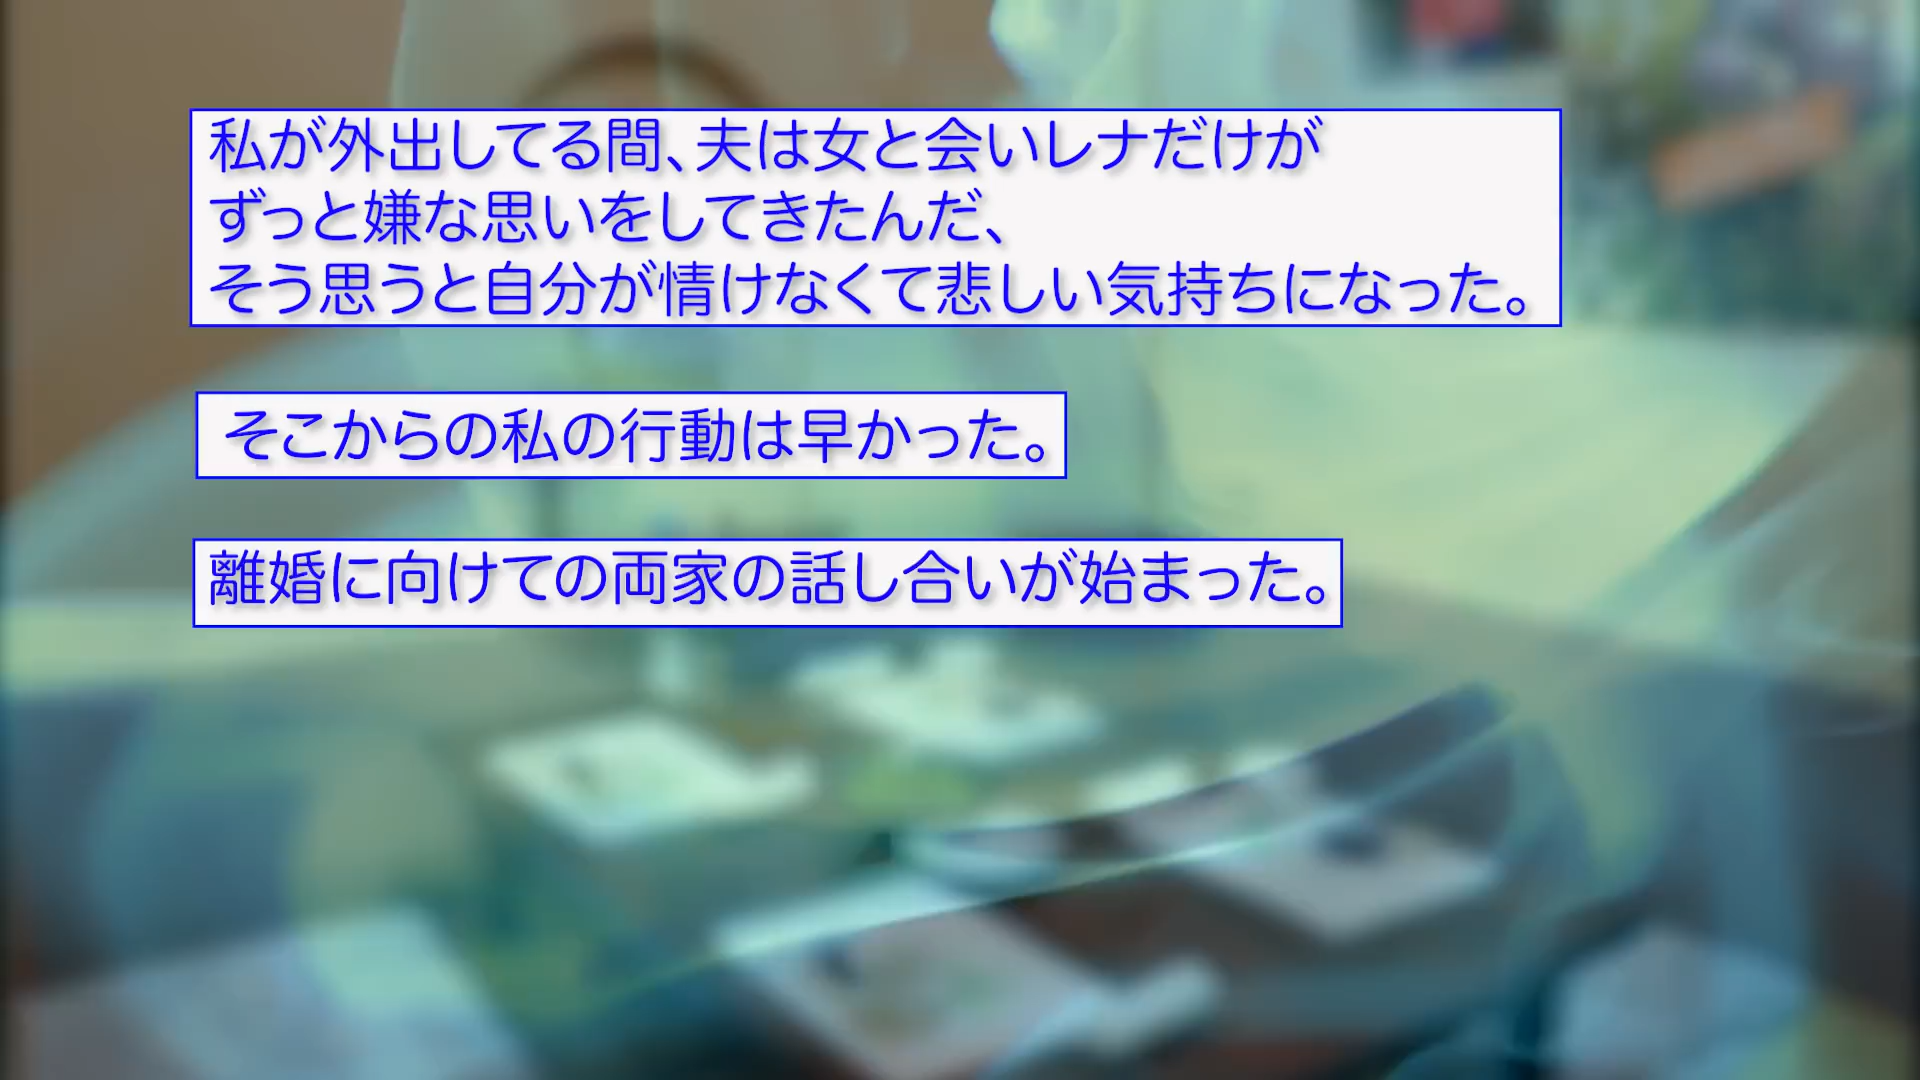 私が外出してる間、夫は女と会いレナだけが
ずっと嫌な思いをしてきたんだ、
そう思うと自分が情けなくて悲しい気持ちになった。
そこからの私の行動は早かった。
離婚に向けての両家の話し合いが始まった。